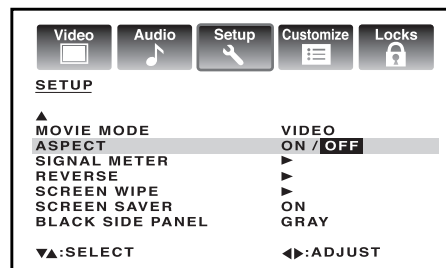 Video Audio Setup Customize Locks
SETUP
▲
MOVIE MODE VIDEO
ASPECT ON / OFF
SIGNAL METER ▶
REVERSE ▶
SCREEN WIPE ▶
SCREEN SAVER ON
BLACK SIDE PANEL GRAY
▼▲:SELECT ◀▶:ADJUST